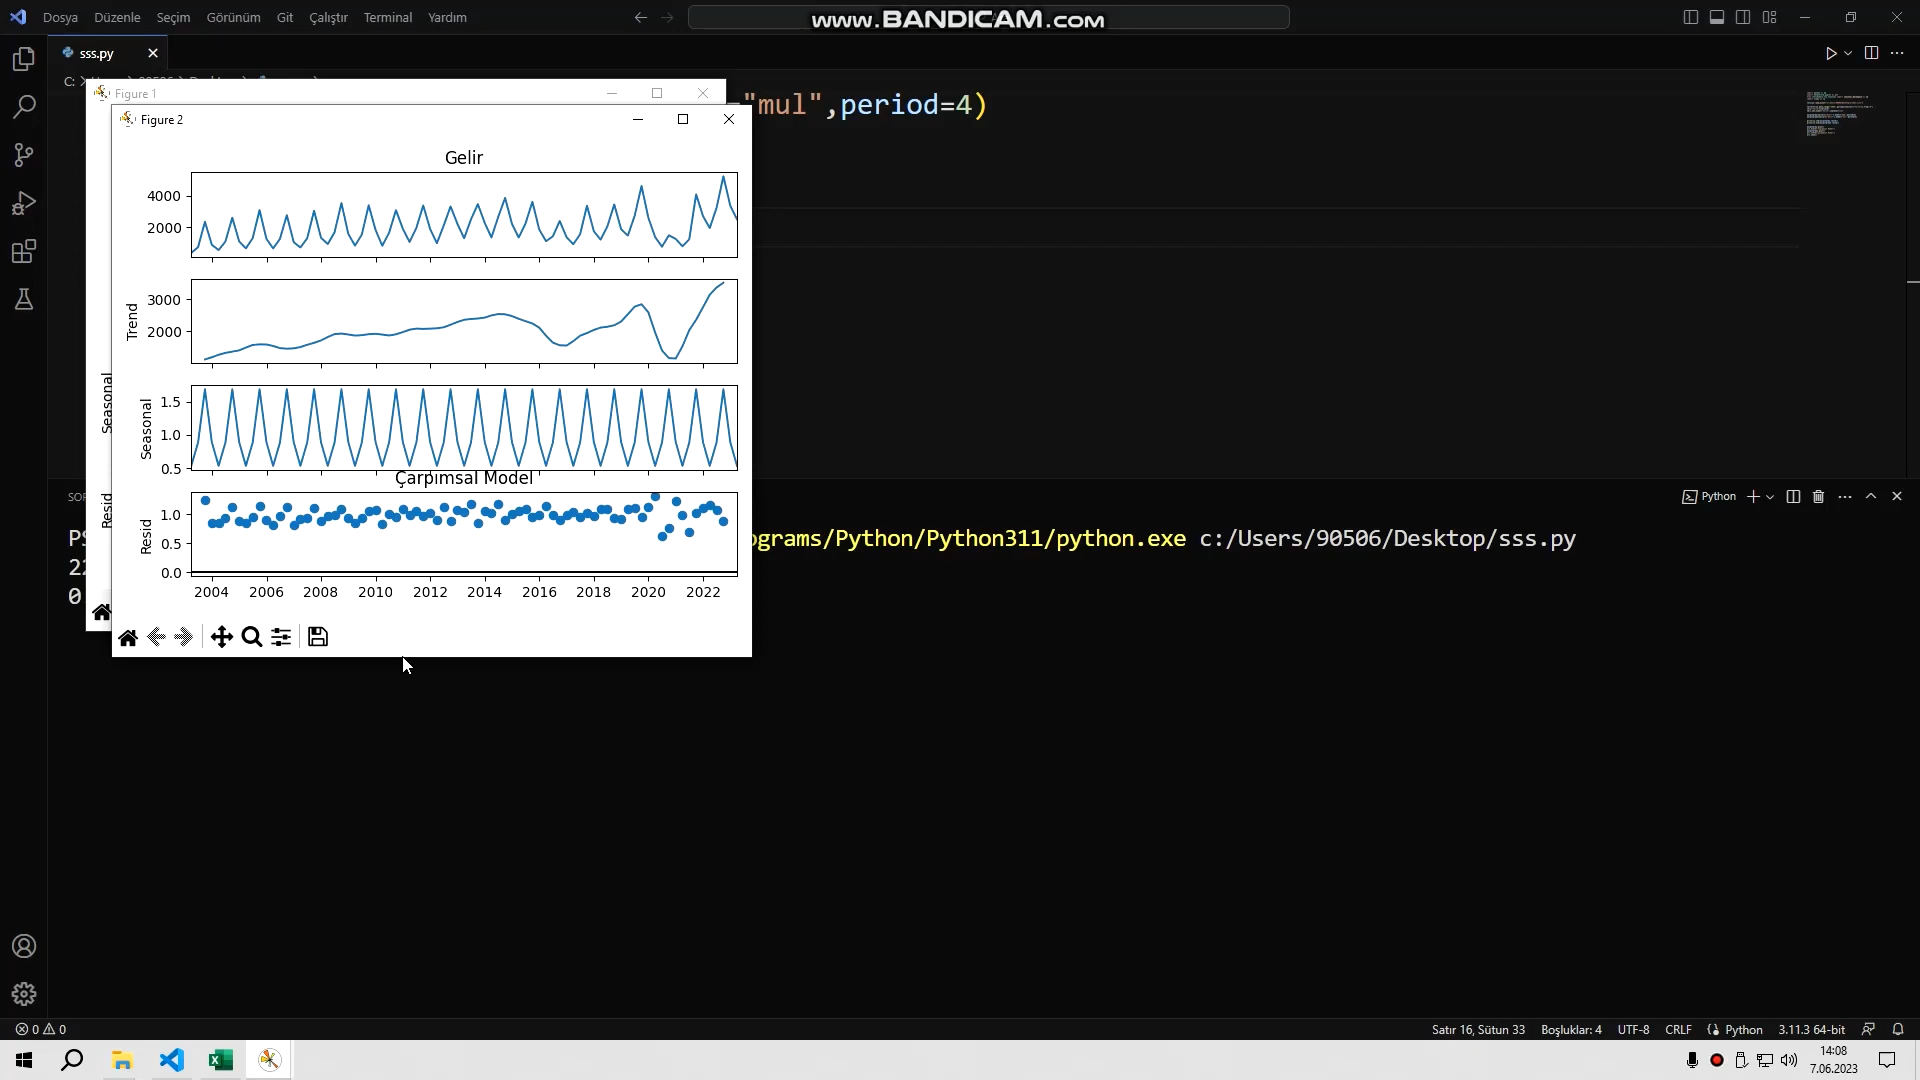 Dosya Düzenle Seçim Görünüm Git Çalıştır Terminal Yardım
www.BANDICAM.com
sss.py
C:
Figure 1
="mul",period=4)
Figure 2
Gelir
4000
2000
Trend
3000
2000
Seasonal
1.5
1.0
0.5
Seasonal
Çarpımsal Model
Resid
1.0
0.5
0.0
Resid
2004 2006 2008 2010 2012 2014 2016 2018 2020 2022
Python
PS
ograms/Python/Python311/python.exe c:/Users/90506/Desktop/sss.py
22
0
0 0
Satır 16, Sütun 33 Boşluklar: 4 UTF-8 CRLF Python 3.11.3 64-bit
14:08
7.06.2023